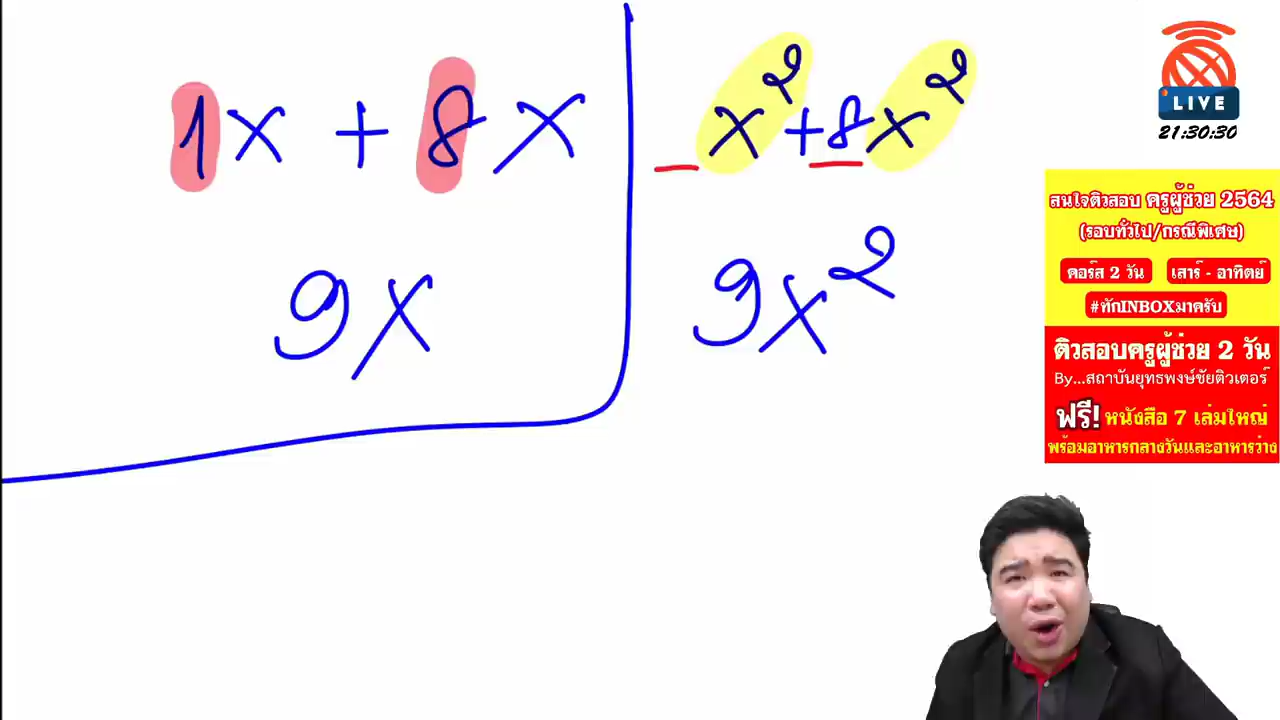 1x + 8x
9x
x² + 8x²
9x²
LIVE
21:30:30
สนใจติวสอบ ครูผู้ช่วย 2564
(รอบทั่วไป/กรณีพิเศษ)
คอร์ส 2 วัน เสาร์ - อาทิตย์
#ทักINBOXมาครับ
ติวสอบครูผู้ช่วย 2 วัน
By...สถาบันยุทธพงษ์ชัยติวเตอร์
ฟรี! หนังสือ 7 เล่มใหญ่
พร้อมอาหารกลางวันและอาหารว่าง